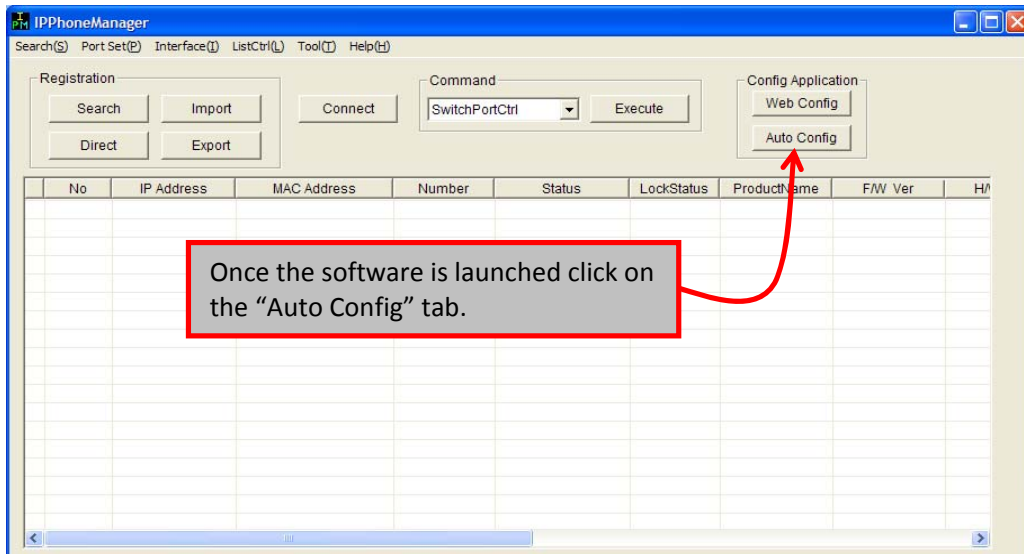 IPM IPPhoneManager
Search(S) Port Set(P) Interface(I) ListCtrl(L) Tool(T) Help(H)
Registration
Search Import
Direct Export
Connect
Command
SwitchPortCtrl Execute
Config Application
Web Config
Auto Config
No IP Address MAC Address Number Status LockStatus ProductName F/W Ver
Once the software is launched click on
the “Auto Config” tab.